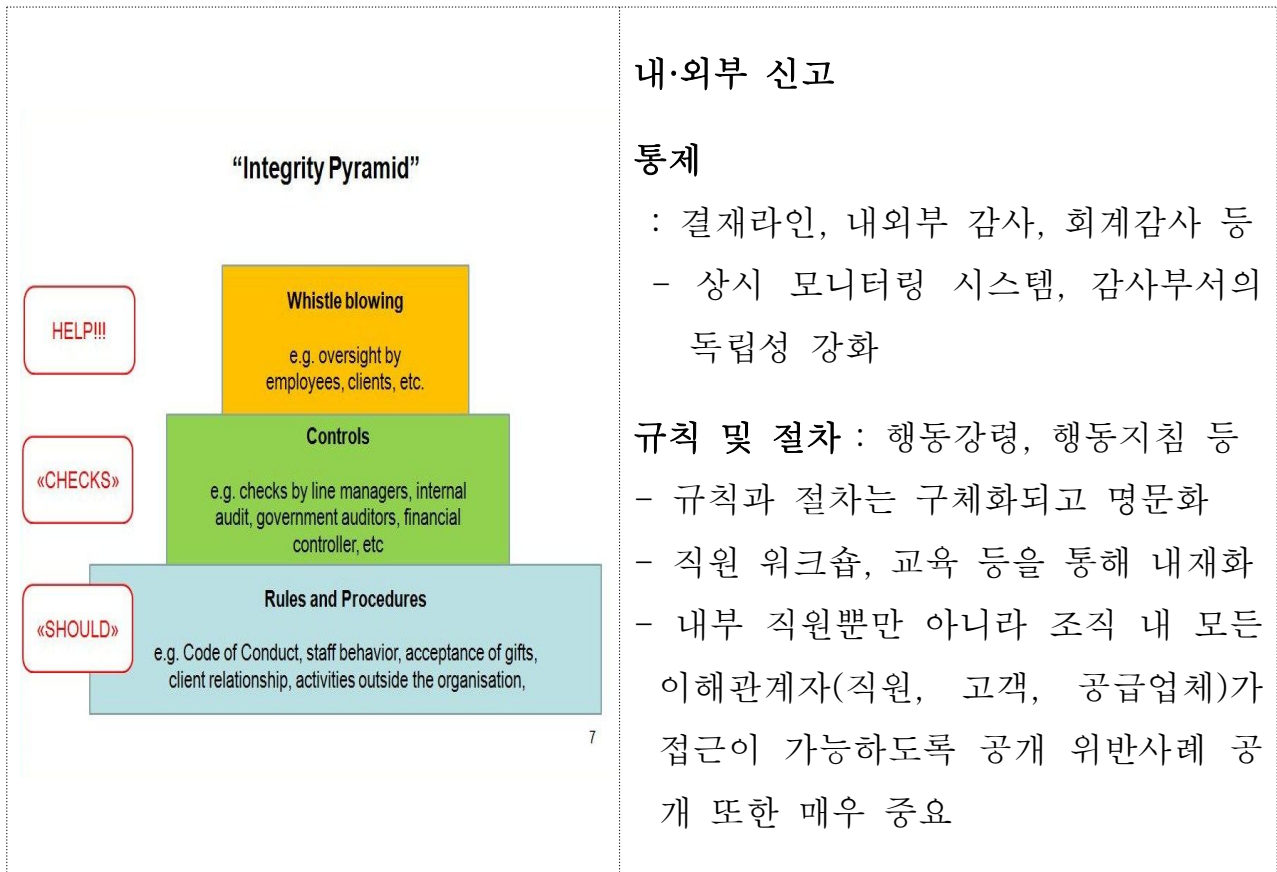 “Integrity Pyramid”
HELP!!!
Whistle blowing
e.g. oversight by
employees, clients, etc.
«CHECKS»
Controls
e.g. checks by line managers, internal
audit, government auditors, financial
controller, etc
«SHOULD»
Rules and Procedures
e.g. Code of Conduct, staff behavior, acceptance of gifts,
client relationship, activities outside the organisation,
7
내·외부 신고
통제
: 결재라인, 내외부 감사, 회계감사 등
- 상시 모니터링 시스템, 감사부서의
독립성 강화
규칙 및 절차 : 행동강령, 행동지침 등
- 규칙과 절차는 구체화되고 명문화
- 직원 워크숍, 교육 등을 통해 내재화
- 내부 직원뿐만 아니라 조직 내 모든
이해관계자(직원, 고객, 공급업체)가
접근이 가능하도록 공개 위반사례 공
개 또한 매우 중요